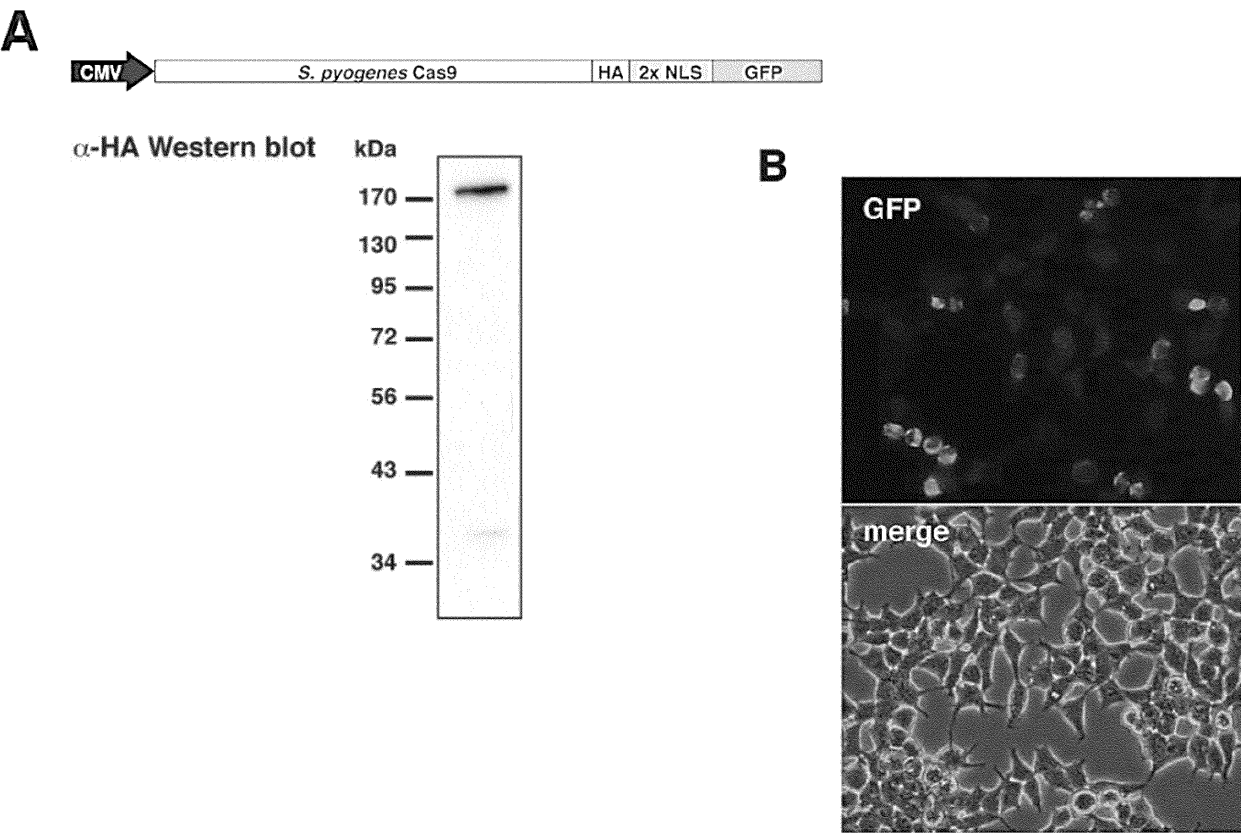 A
CMV S. pyogenes Cas9 HA 2x NLS GFP
α-HA Western blot kDa
170
130
95
72
56
43
34
B
GFP
merge